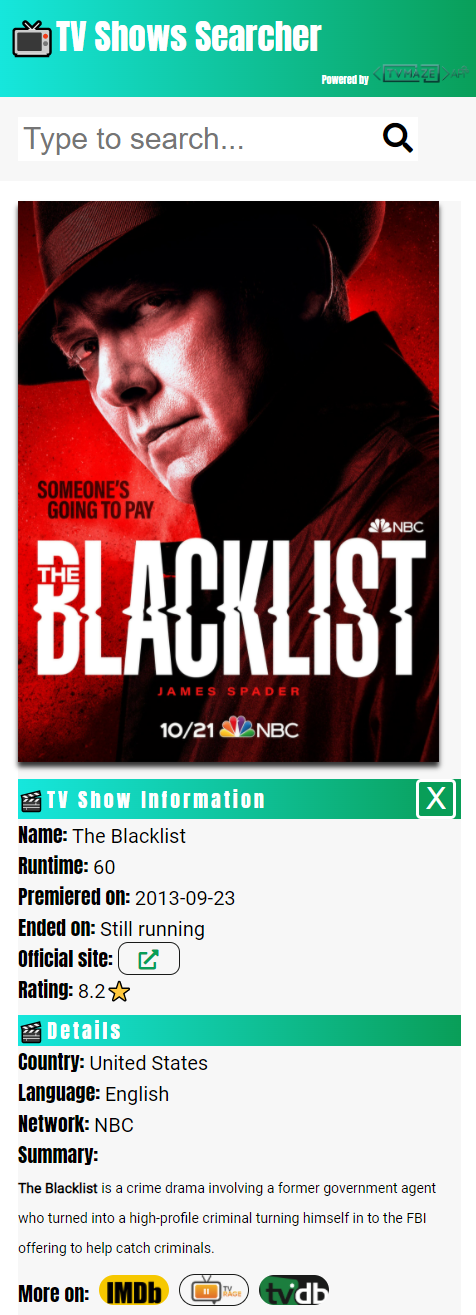 TV Shows Searcher
Powered by <TVMAZE>API
Type to search...
SOMEONE'S
GOING TO PAY
NBC
THE
BLACKLIST
JAMES SPADER
10/21 NBC
TV Show Information X
Name: The Blacklist
Runtime: 60
Premiered on: 2013-09-23
Ended on: Still running
Official site:
Rating: 8.2
Details
Country: United States
Language: English
Network: NBC
Summary:
The Blacklist is a crime drama involving a former government agent
who turned into a high-profile criminal turning himself in to the FBI
offering to help catch criminals.
More on: IMDb TV RAGE tvdb